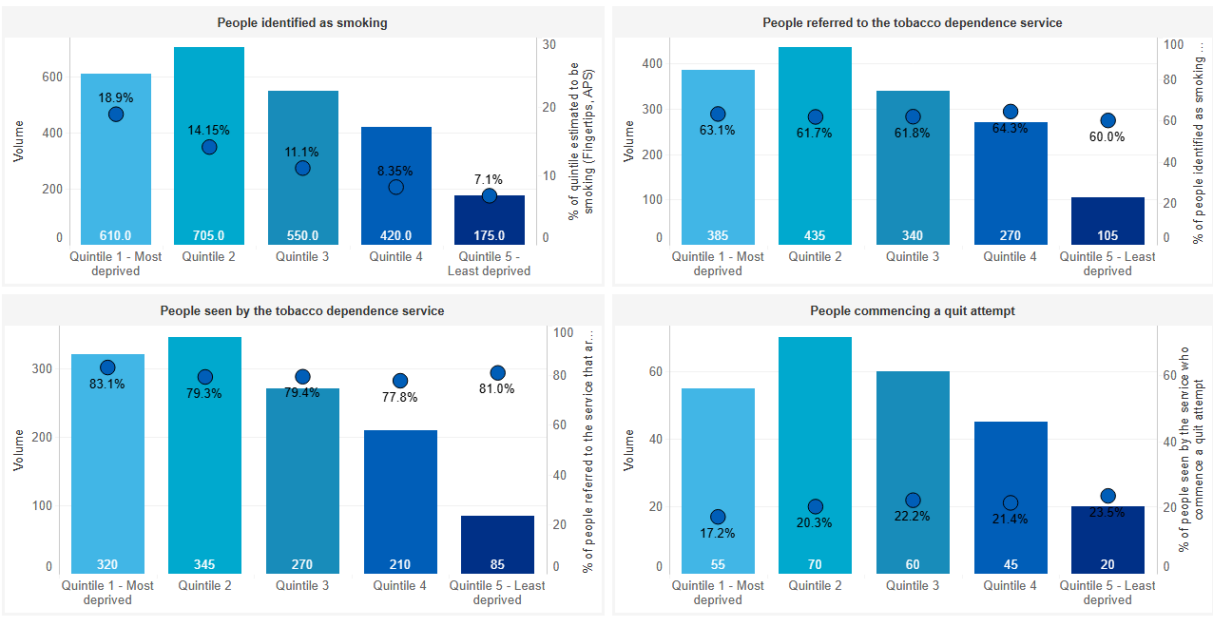 People identified as smoking
Volume
600
400
200
0
30
20
10
0
% of quintile estimated to be
smoking (Fingertips, APS)
18.9%
14.15%
11.1%
8.35%
7.1%
610.0
705.0
550.0
420.0
175.0
Quintile 1 - Most
deprived
Quintile 2
Quintile 3
Quintile 4
Quintile 5 -
Least deprived
People referred to the tobacco dependence service
Volume
400
300
200
100
0
100
80
60
40
20
0
% of people identified as smoking ...
63.1%
61.7%
61.8%
64.3%
60.0%
385
435
340
270
105
Quintile 1 - Most
deprived
Quintile 2
Quintile 3
Quintile 4
Quintile 5 - Least
deprived
People seen by the tobacco dependence service
Volume
300
200
100
0
100
80
60
40
20
0
% of people referred to the service that ar...
83.1%
79.3%
79.4%
77.8%
81.0%
320
345
270
210
85
Quintile 1 - Most
deprived
Quintile 2
Quintile 3
Quintile 4
Quintile 5 - Least
deprived
People commencing a quit attempt
Volume
60
40
20
0
60
40
20
0
% of people seen by the service who
commence a quit attempt
17.2%
20.3%
22.2%
21.4%
23.5%
55
70
60
45
20
Quintile 1 - Most
deprived
Quintile 2
Quintile 3
Quintile 4
Quintile 5 - Least
deprived